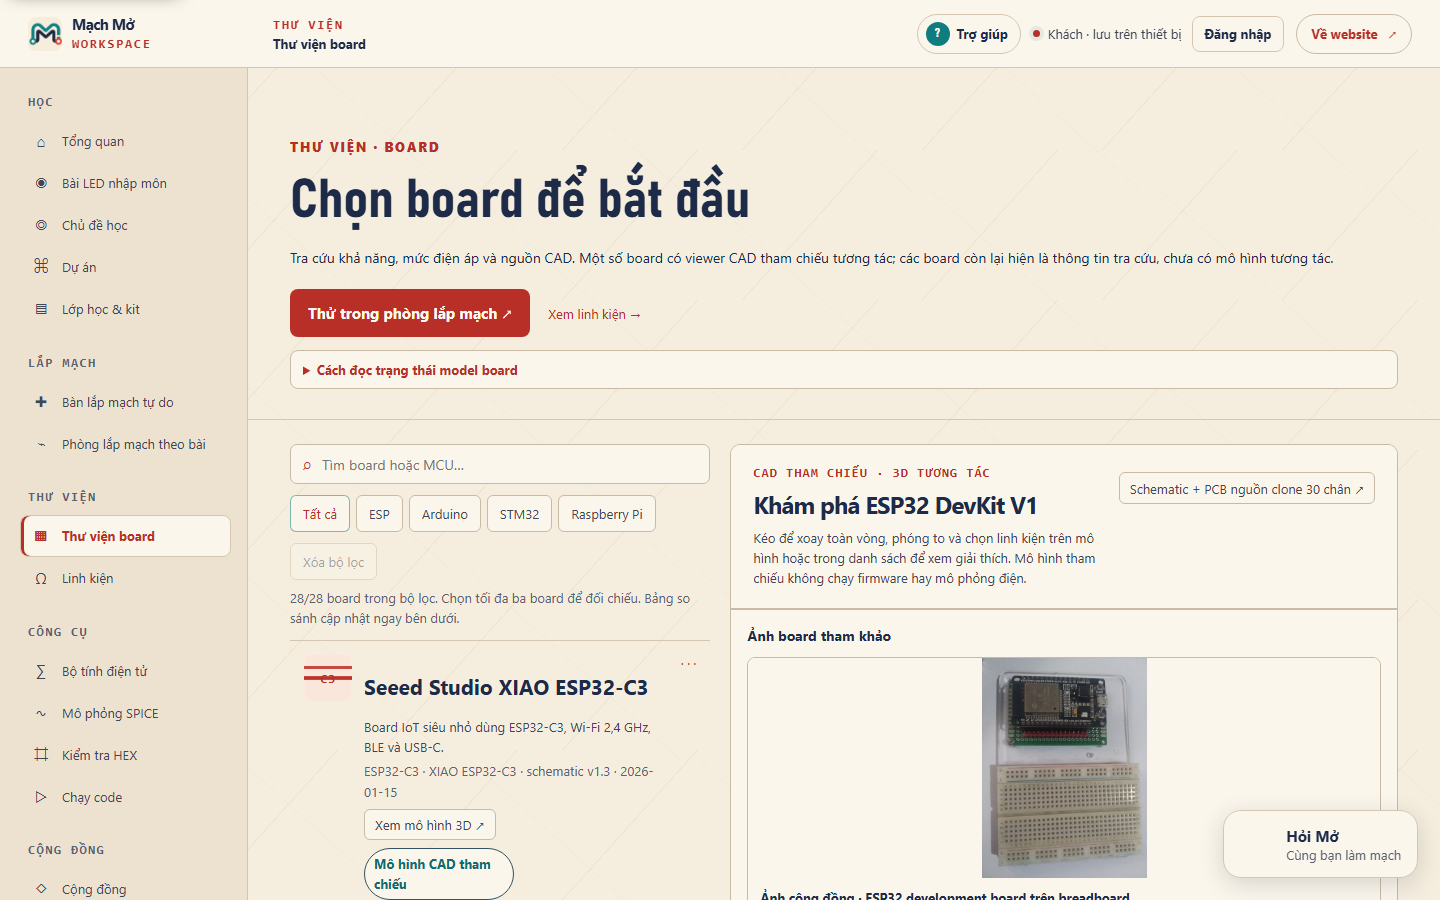 Mạch Mở
WORKSPACE
THƯ VIỆN
Thư viện board
? Trợ giúp
Khách · lưu trên thiết bị
Đăng nhập
Về website ↗
HỌC
Tổng quan
Bài LED nhập môn
Chủ đề học
Dự án
Lớp học & kit
LẮP MẠCH
Bàn lắp mạch tự do
Phòng lắp mạch theo bài
THƯ VIỆN
Thư viện board
Linh kiện
CÔNG CỤ
Bộ tính điện tử
Mô phỏng SPICE
Kiểm tra HEX
Chạy code
CỘNG ĐỒNG
Cộng đồng
THƯ VIỆN · BOARD
Chọn board để bắt đầu
Tra cứu khả năng, mức điện áp và nguồn CAD. Một số board có viewer CAD tham chiếu tương tác; các board còn lại hiện là thông tin tra cứu, chưa có mô hình tương tác.
Thử trong phòng lắp mạch ↗
Xem linh kiện →
Cách đọc trạng thái model board
Tìm board hoặc MCU...
Tất cả
ESP
Arduino
STM32
Raspberry Pi
Xóa bộ lọc
28/28 board trong bộ lọc. Chọn tối đa ba board để đối chiếu. Bảng so
sánh cập nhật ngay bên dưới.
C3
...
Seeed Studio XIAO ESP32-C3
Board IoT siêu nhỏ dùng ESP32-C3, Wi-Fi 2,4 GHz,
BLE và USB-C.
ESP32-C3 · XIAO ESP32-C3 · schematic v1.3 · 2026-
01-15
Xem mô hình 3D ↗
Mô hình CAD tham
chiếu
CAD THAM CHIẾU · 3D TƯƠNG TÁC
Khám phá ESP32 DevKit V1
Kéo để xoay toàn vòng, phóng to và chọn linh kiện trên mô
hình hoặc trong danh sách để xem giải thích. Mô hình tham
chiếu không chạy firmware hay mô phỏng điện.
Schematic + PCB nguồn clone 30 chân ↗
Ảnh board tham khảo
Ảnh cộng đồng · ESP32 development board trên breadboard
Hỏi Mở
Cùng bạn làm mạch